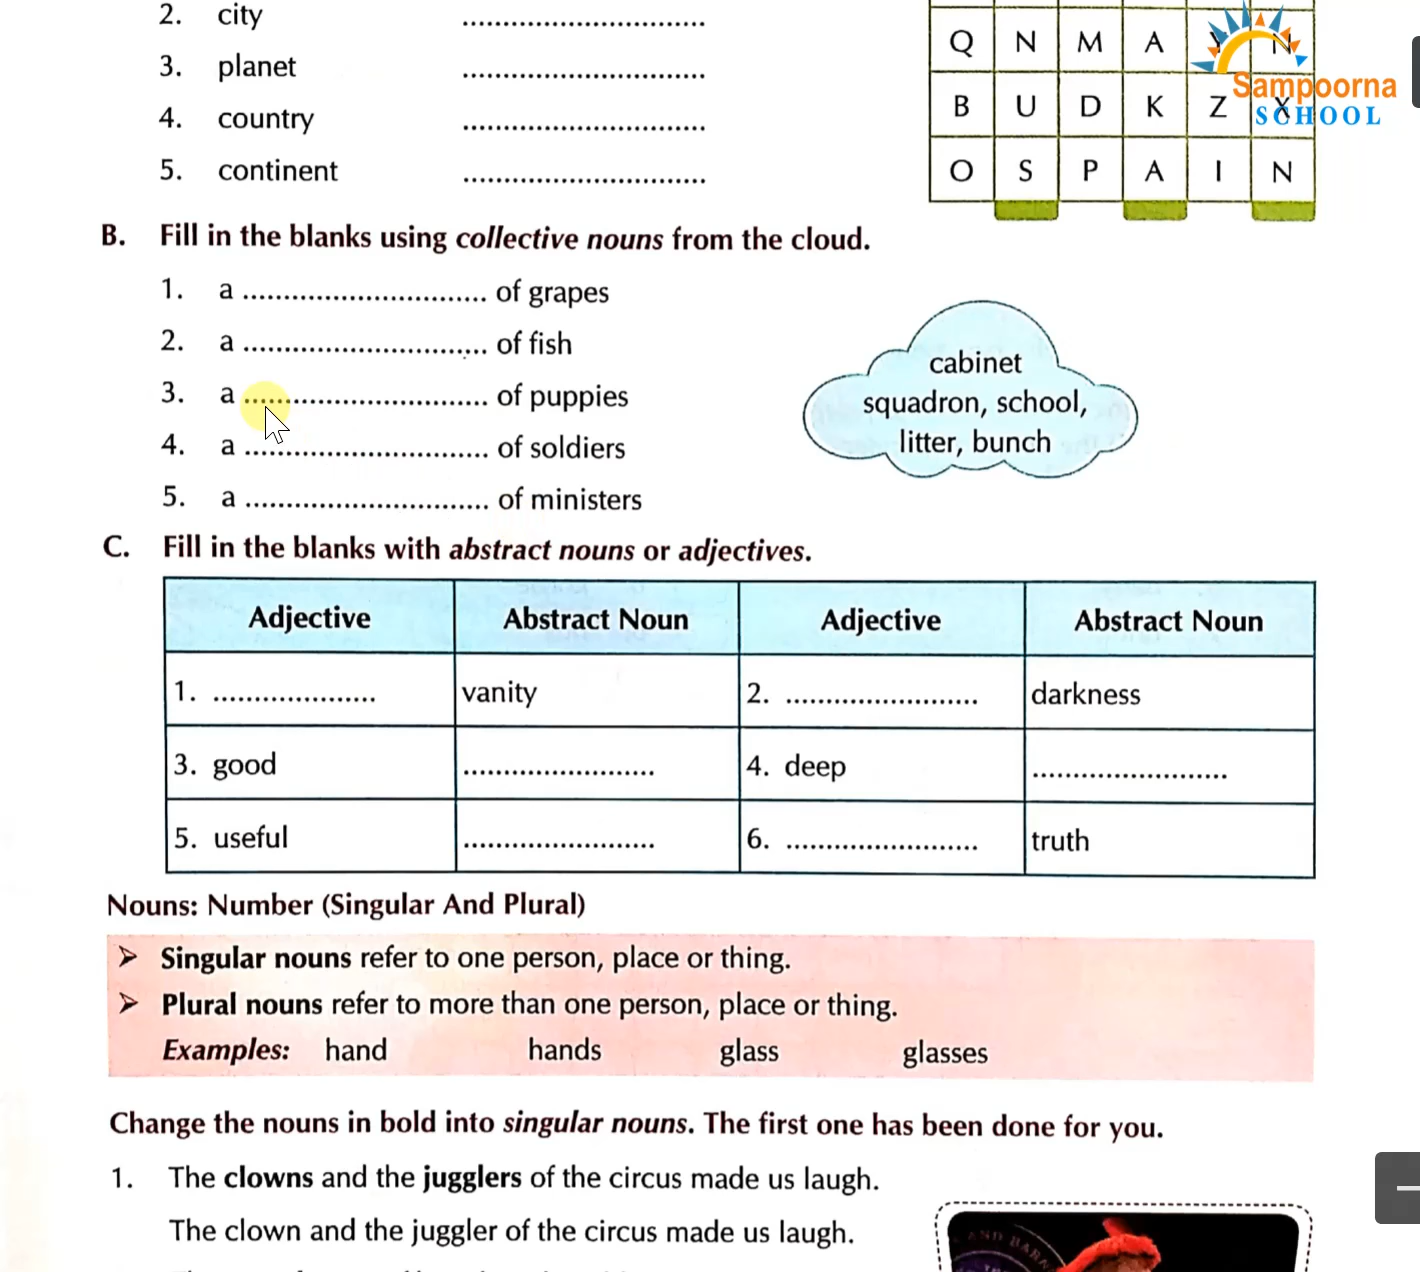 2. city ..............................
3. planet ..............................
4. country ..............................
5. continent ..............................
Q N M A Y N
B U D K Z X
O S P A I N
Sampoorna
SCHOOL
B. Fill in the blanks using collective nouns from the cloud.
1. a .............................. of grapes
2. a .............................. of fish
3. a .............................. of puppies
4. a .............................. of soldiers
5. a .............................. of ministers
cabinet
squadron, school,
litter, bunch
C. Fill in the blanks with abstract nouns or adjectives.
Adjective Abstract Noun Adjective Abstract Noun
1. .................... vanity 2. ........................ darkness
3. good ........................ 4. deep ........................
5. useful ........................ 6. ........................ truth
Nouns: Number (Singular And Plural)
➢ Singular nouns refer to one person, place or thing.
➢ Plural nouns refer to more than one person, place or thing.
Examples: hand hands glass glasses
Change the nouns in bold into singular nouns. The first one has been done for you.
1. The clowns and the jugglers of the circus made us laugh.
The clown and the juggler of the circus made us laugh.
AND BARN